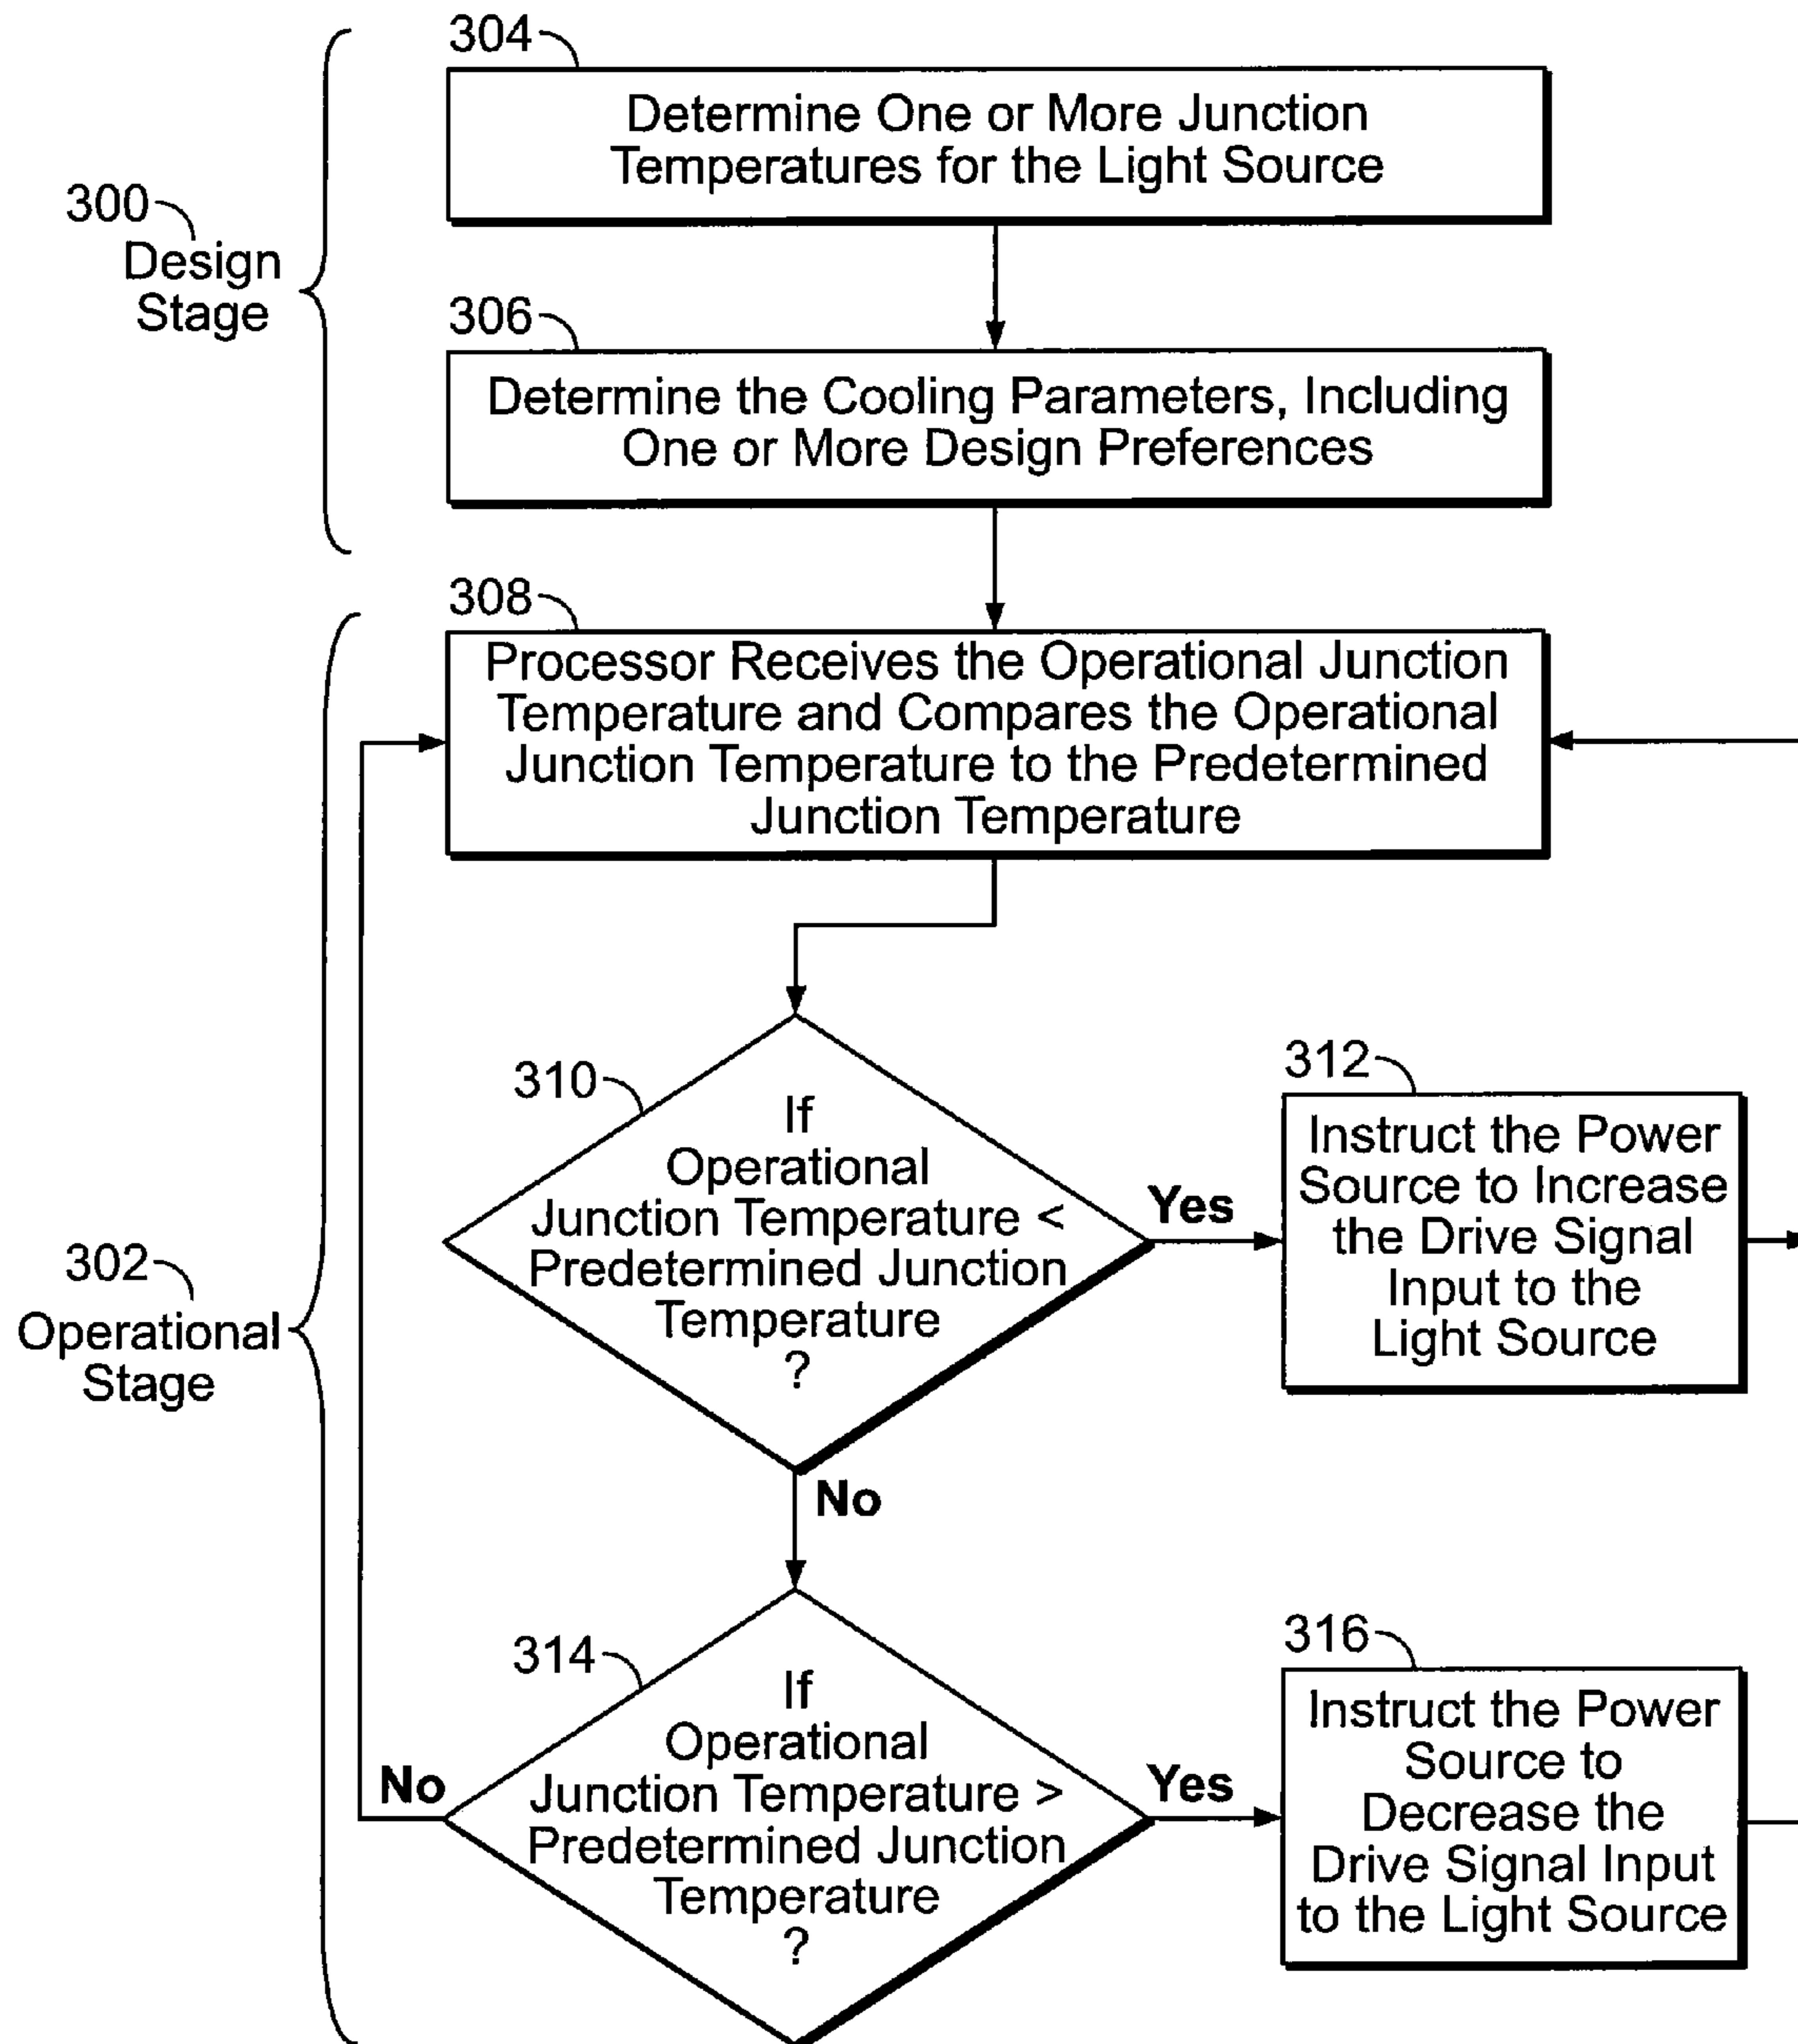 304
Determine One or More Junction
Temperatures for the Light Source
300
Design
Stage
306
Determine the Cooling Parameters, Including
One or More Design Preferences
308
Processor Receives the Operational Junction
Temperature and Compares the Operational
Junction Temperature to the Predetermined
Junction Temperature
310
If
Operational
Junction Temperature <
Predetermined Junction
Temperature
?
Yes
312
Instruct the Power
Source to Increase
the Drive Signal
Input to the
Light Source
302
Operational
Stage
No
314
If
Operational
Junction Temperature >
Predetermined Junction
Temperature
?
No
Yes
316
Instruct the Power
Source to
Decrease the
Drive Signal Input
to the Light Source